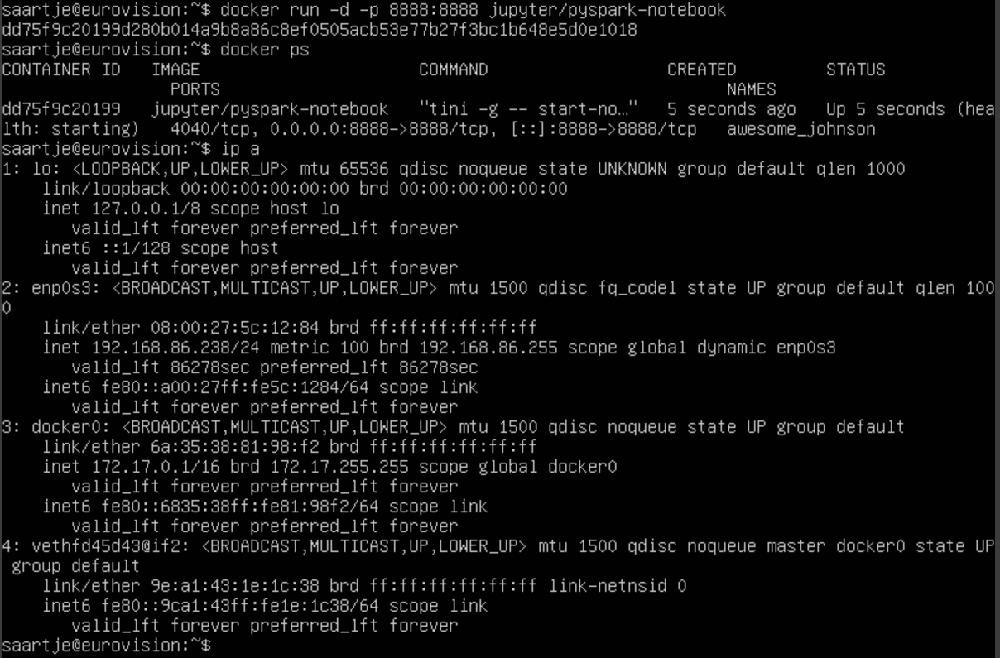 saartje@eurovision:~$ docker run -d -p 8888:8888 jupyter/pyspark-notebook
dd75f9c20199d280b014a9b8a86c8ef0505acb53e77b27f3bc1b648e5d0e1018
saartje@eurovision:~$ docker ps
CONTAINER ID   IMAGE                      COMMAND                  CREATED         STATUS
                 PORTS                                                   NAMES
dd75f9c20199   jupyter/pyspark-notebook   "tini -g -- start-no…"   5 seconds ago   Up 5 seconds (hea
lth: starting)   4040/tcp, 0.0.0.0:8888->8888/tcp, [::]:8888->8888/tcp   awesome_johnson
saartje@eurovision:~$ ip a
1: lo: <LOOPBACK,UP,LOWER_UP> mtu 65536 qdisc noqueue state UNKNOWN group default qlen 1000
    link/loopback 00:00:00:00:00:00 brd 00:00:00:00:00:00
    inet 127.0.0.1/8 scope host lo
       valid_lft forever preferred_lft forever
    inet6 ::1/128 scope host
       valid_lft forever preferred_lft forever
2: enp0s3: <BROADCAST,MULTICAST,UP,LOWER_UP> mtu 1500 qdisc fq_codel state UP group default qlen 100
0
    link/ether 08:00:27:5c:12:84 brd ff:ff:ff:ff:ff:ff
    inet 192.168.86.238/24 metric 100 brd 192.168.86.255 scope global dynamic enp0s3
       valid_lft 86278sec preferred_lft 86278sec
    inet6 fe80::a00:27ff:fe5c:1284/64 scope link
       valid_lft forever preferred_lft forever
3: docker0: <BROADCAST,MULTICAST,UP,LOWER_UP> mtu 1500 qdisc noqueue state UP group default
    link/ether 6a:35:38:81:98:f2 brd ff:ff:ff:ff:ff:ff
    inet 172.17.0.1/16 brd 172.17.255.255 scope global docker0
       valid_lft forever preferred_lft forever
    inet6 fe80::6835:38ff:fe81:98f2/64 scope link
       valid_lft forever preferred_lft forever
4: vethfd45d43@if2: <BROADCAST,MULTICAST,UP,LOWER_UP> mtu 1500 qdisc noqueue master docker0 state UP
 group default
    link/ether 9e:a1:43:1e:1c:38 brd ff:ff:ff:ff:ff:ff link-netnsid 0
    inet6 fe80::9ca1:43ff:fe1e:1c38/64 scope link
       valid_lft forever preferred_lft forever
saartje@eurovision:~$